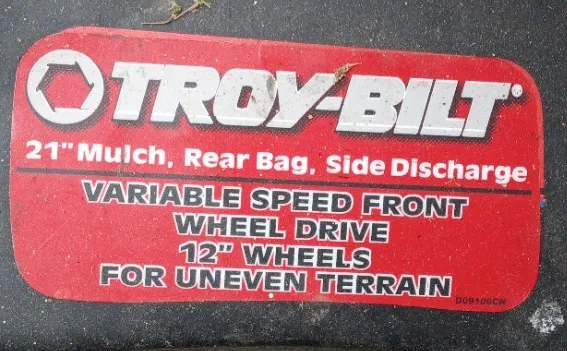 TROY-BILT®
21" Mulch, Rear Bag, Side Discharge
VARIABLE SPEED FRONT
WHEEL DRIVE
12" WHEELS
FOR UNEVEN TERRAIN